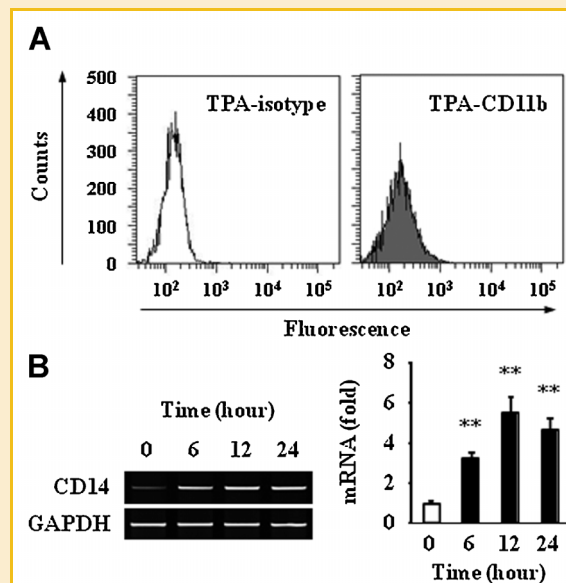 A
500
400
300
200
100
0
Counts
TPA-isotype
TPA-CD11b
10² 10³ 10⁴ 10⁵
10² 10³ 10⁴ 10⁵
Fluorescence
B
Time (hour)
0 6 12 24
CD14
GAPDH
mRNA (fold)
8
6
4
2
0
**
**
**
0 6 12 24
Time (hour)